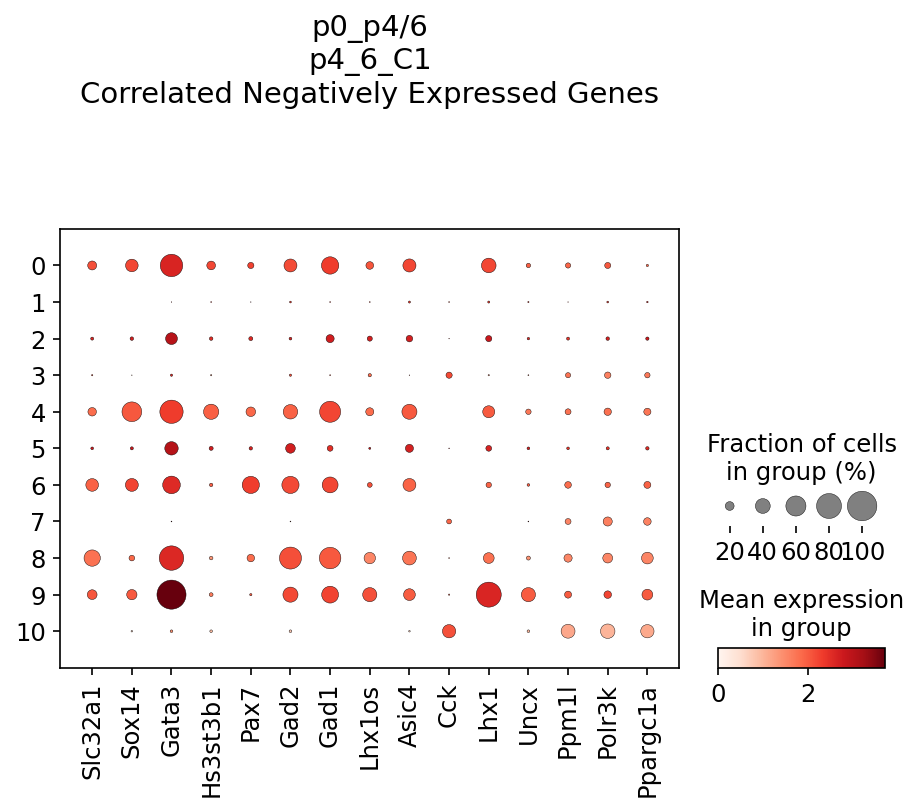 p0_p4/6
p4_6_C1
Correlated Negatively Expressed Genes
0
1
2
3
4
5
6
7
8
9
10
Slc32a1
Sox14
Gata3
Hs3st3b1
Pax7
Gad2
Gad1
Lhx1os
Asic4
Cck
Lhx1
Uncx
Ppm1l
Polr3k
Ppargc1a
Fraction of cells
in group (%)
20 40 60 80 100
Mean expression
in group
0 2